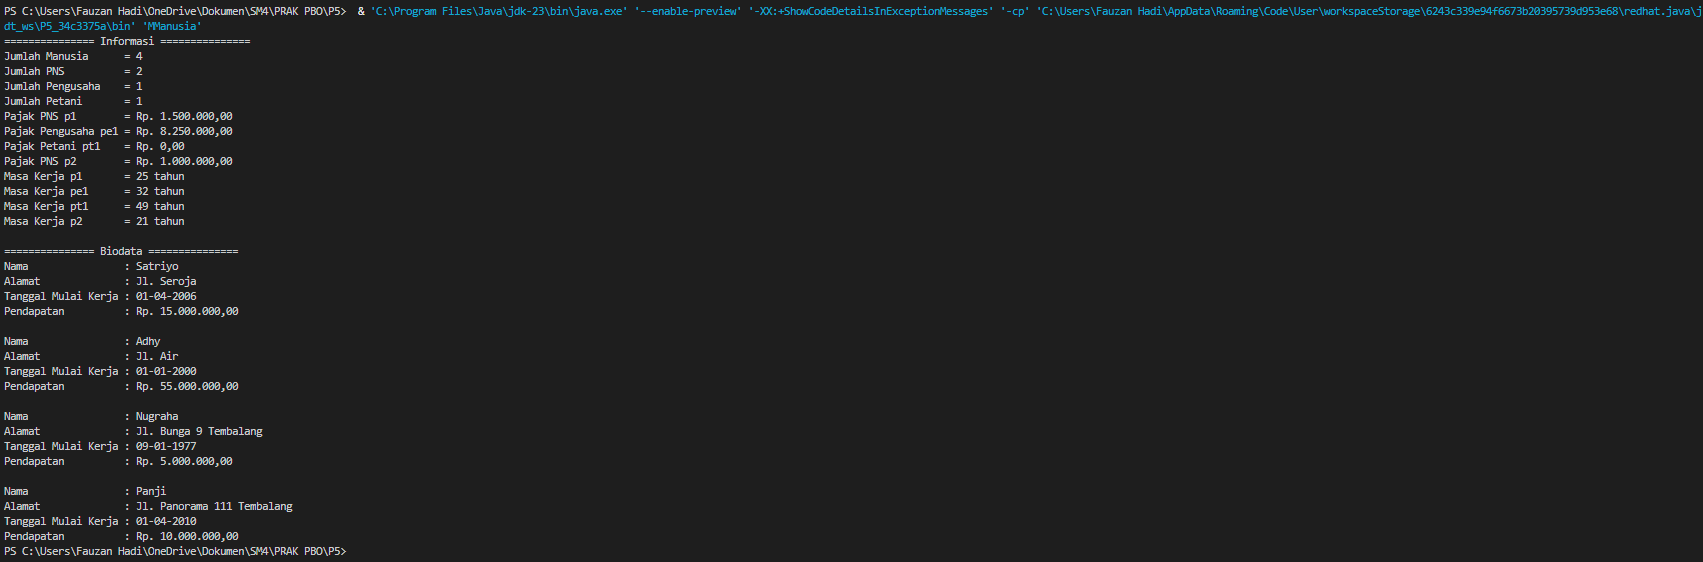 PS C:\Users\Fauzan Hadi\OneDrive\Dokumen\SM4\PRAK PBO\P5>  & 'C:\Program Files\Java\jdk-23\bin\java.exe' '--enable-preview' '-XX:+ShowCodeDetailsInExceptionMessages' '-cp' 'C:\Users\Fauzan Hadi\AppData\Roaming\Code\User\workspaceStorage\6243c339e94f6673b20395739d953e68\redhat.java\j
dt_ws\P5_34c3375a\bin' 'MManusia'
=============== Informasi ===============
Jumlah Manusia      = 4
Jumlah PNS          = 2
Jumlah Pengusaha    = 1
Jumlah Petani       = 1
Pajak PNS p1        = Rp. 1.500.000,00
Pajak Pengusaha pe1 = Rp. 8.250.000,00
Pajak Petani pt1    = Rp. 0,00
Pajak PNS p2        = Rp. 1.000.000,00
Masa Kerja p1       = 25 tahun
Masa Kerja pe1      = 32 tahun
Masa Kerja pt1      = 49 tahun
Masa Kerja p2       = 21 tahun

=============== Biodata ===============
Nama                : Satriyo
Alamat              : Jl. Seroja
Tanggal Mulai Kerja : 01-04-2006
Pendapatan          : Rp. 15.000.000,00

Nama                : Adhy
Alamat              : Jl. Air
Tanggal Mulai Kerja : 01-01-2000
Pendapatan          : Rp. 55.000.000,00

Nama                : Nugraha
Alamat              : Jl. Bunga 9 Tembalang
Tanggal Mulai Kerja : 09-01-1977
Pendapatan          : Rp. 5.000.000,00

Nama                : Panji
Alamat              : Jl. Panorama 111 Tembalang
Tanggal Mulai Kerja : 01-04-2010
Pendapatan          : Rp. 10.000.000,00
PS C:\Users\Fauzan Hadi\OneDrive\Dokumen\SM4\PRAK PBO\P5>